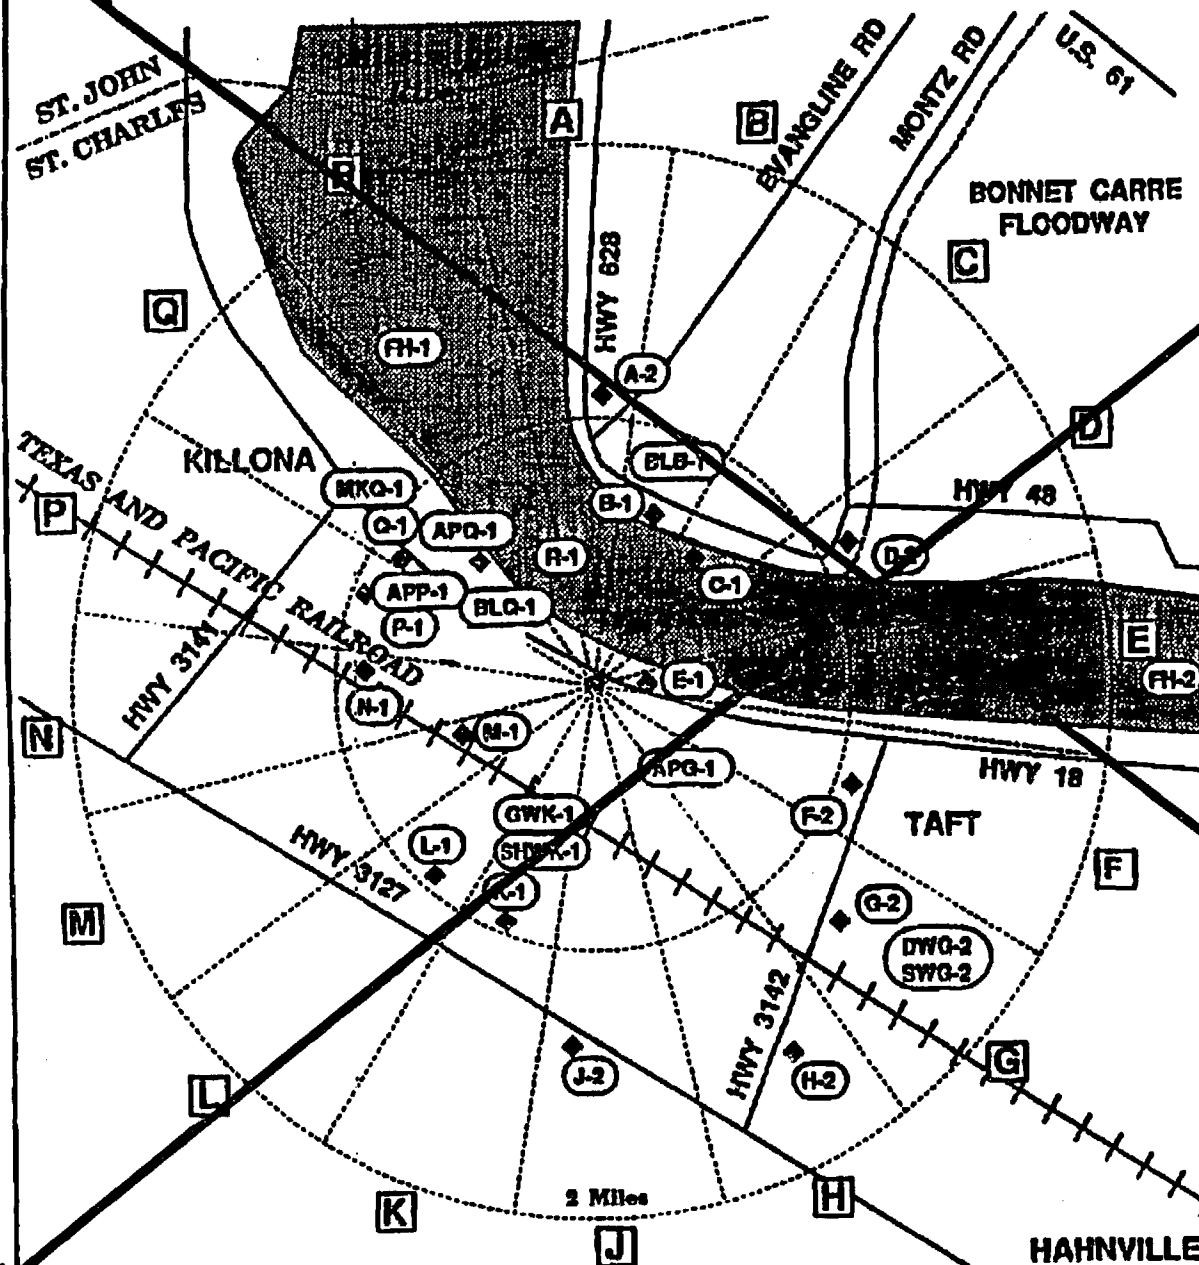 ST. JOHN
ST. CHARLES
A
B
EVANGLINE RD
MONTZ RD
U.S. 61
BONNET CARRE
FLOODWAY
R
C
Q
HWY 628
FH-1
A-2
D
KILLONA
BLB-1
MKQ-1
HWY 48
P
TEXAS AND PACIFIC RAILROAD
Q-1
APQ-1
B-1
R-1
C-1
APP-1
BLQ-1
P-1
E
FH-2
HWY 3141
E-1
N-1
N
M-1
APG-1
HWY 18
GWK-1
F-2
TAFT
L-1
SHWK-1
HWY 3127
K-1
F
G-2
M
DWG-2
SWG-2
HWY 3142
J-2
H-2
G
L
2 Miles
K
H
J
HAHNVILLE